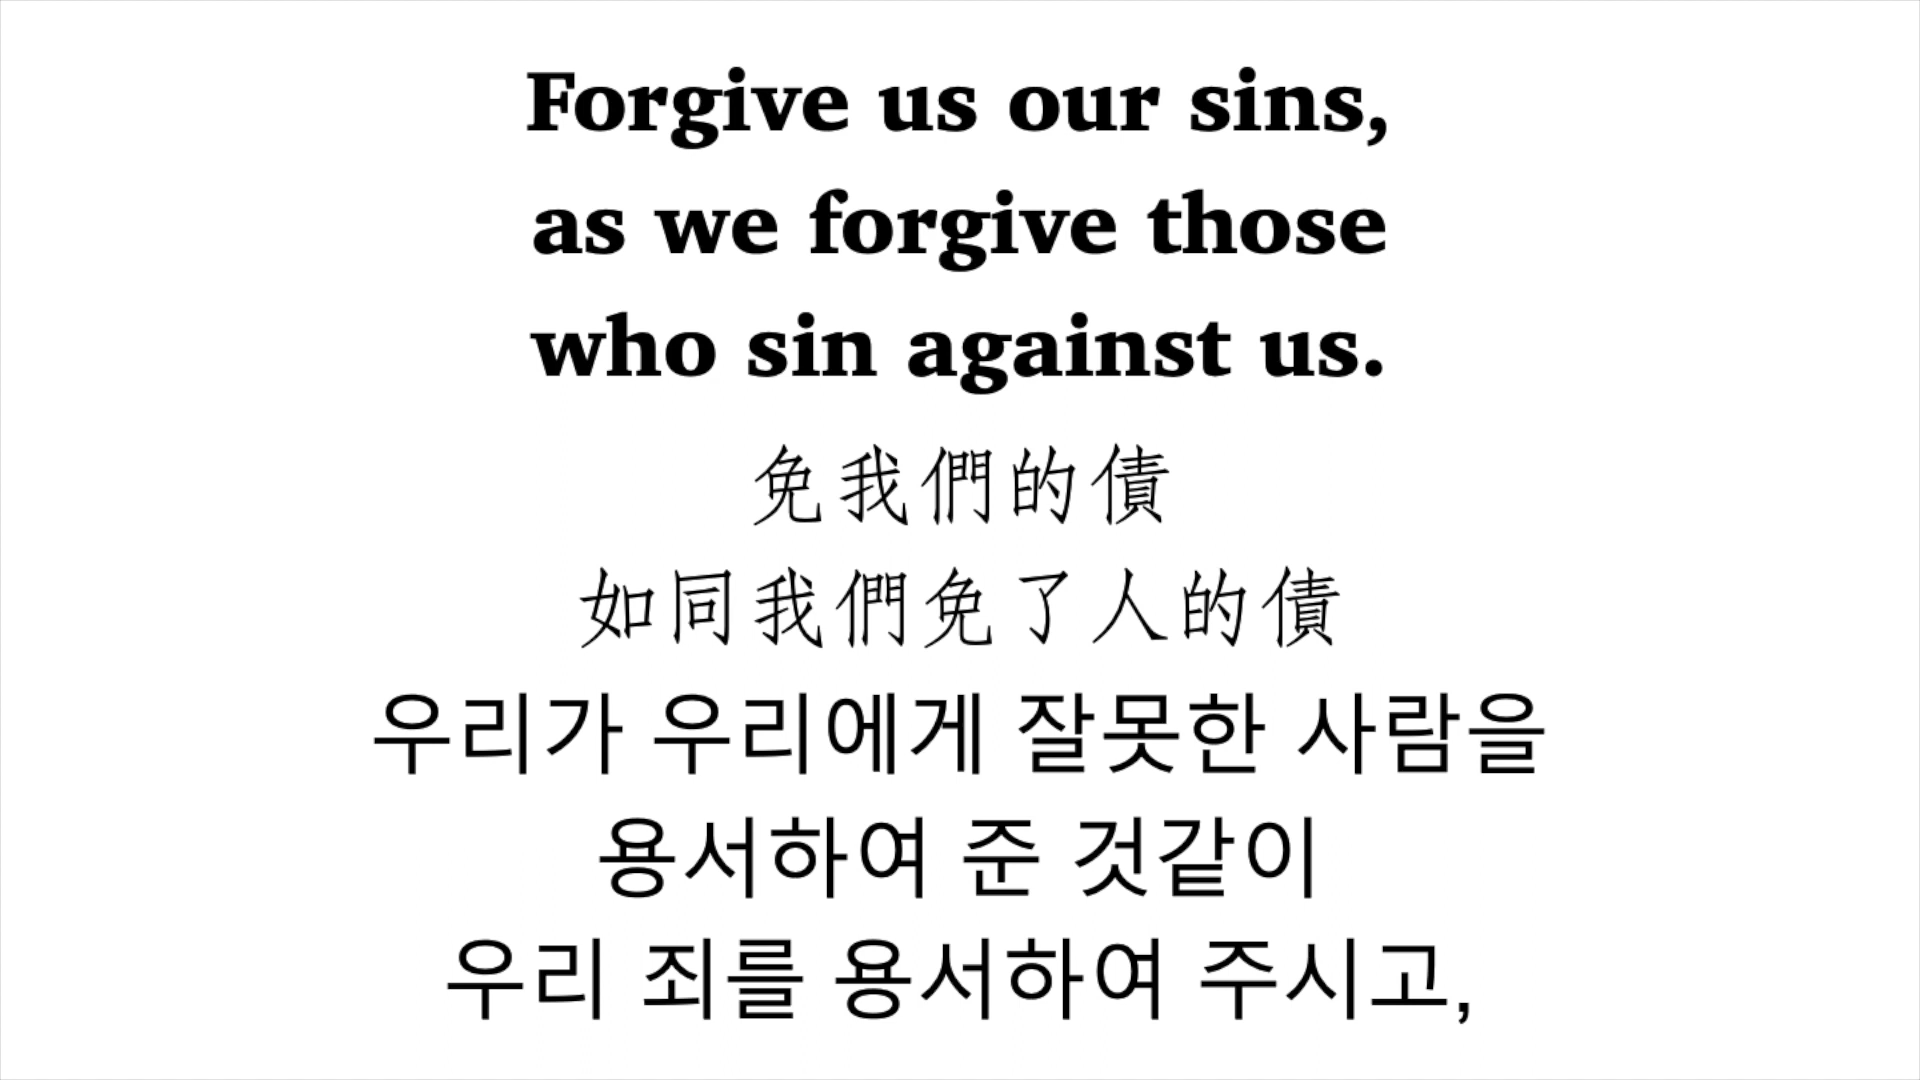 Forgive us our sins,
as we forgive those
who sin against us.
免我們的債
如同我們免了人的債
우리가 우리에게 잘못한 사람을
용서하여 준 것같이
우리 죄를 용서하여 주시고,